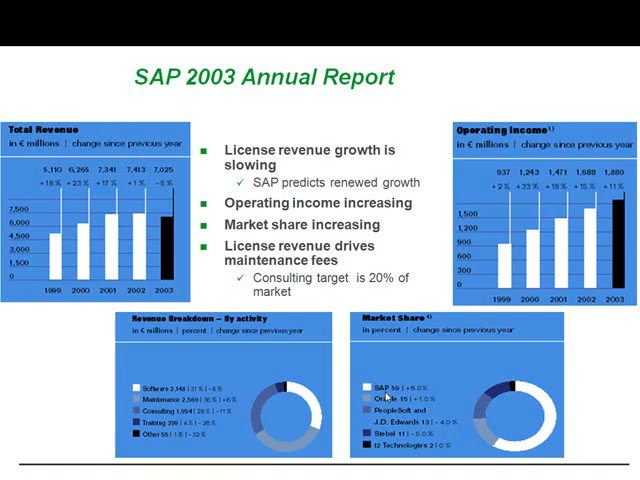 SAP 2003 Annual Report
Total Revenue
in € millions | change since previous year
5,110 6,265 7,341 7,413 7,025
+18% +23% +17% +1% −5%
7,500
6,000
4,500
3,000
1,500
0
1999 2000 2001 2002 2003
License revenue growth is
slowing
SAP predicts renewed growth
Operating income increasing
Market share increasing
License revenue drives
maintenance fees
Consulting target is 20% of
market
Operating Income1)
in € millions | change since previous year
937 1,243 1,471 1,688 1,880
+2% +33% +18% +15% +11%
1,500
1,200
900
600
300
0
1999 2000 2001 2002 2003
Revenue Breakdown – By activity
in € millions | percent | change since previous year
Software 2,148 | 31% | −6%
Maintenance 2,569 | 36% | +6%
Consulting 1,954 | 28% | −11%
Training 299 | 4% | −26%
Other 55 | 1% | −32%
Market Share 4)
in percent | change since previous year
SAP 59 | +8.0%
Oracle 15 | +1.0%
PeopleSoft and
J.D. Edwards 13 | −4.0%
Siebel 11 | −5.0%
I2 Technologies 2 | 0%